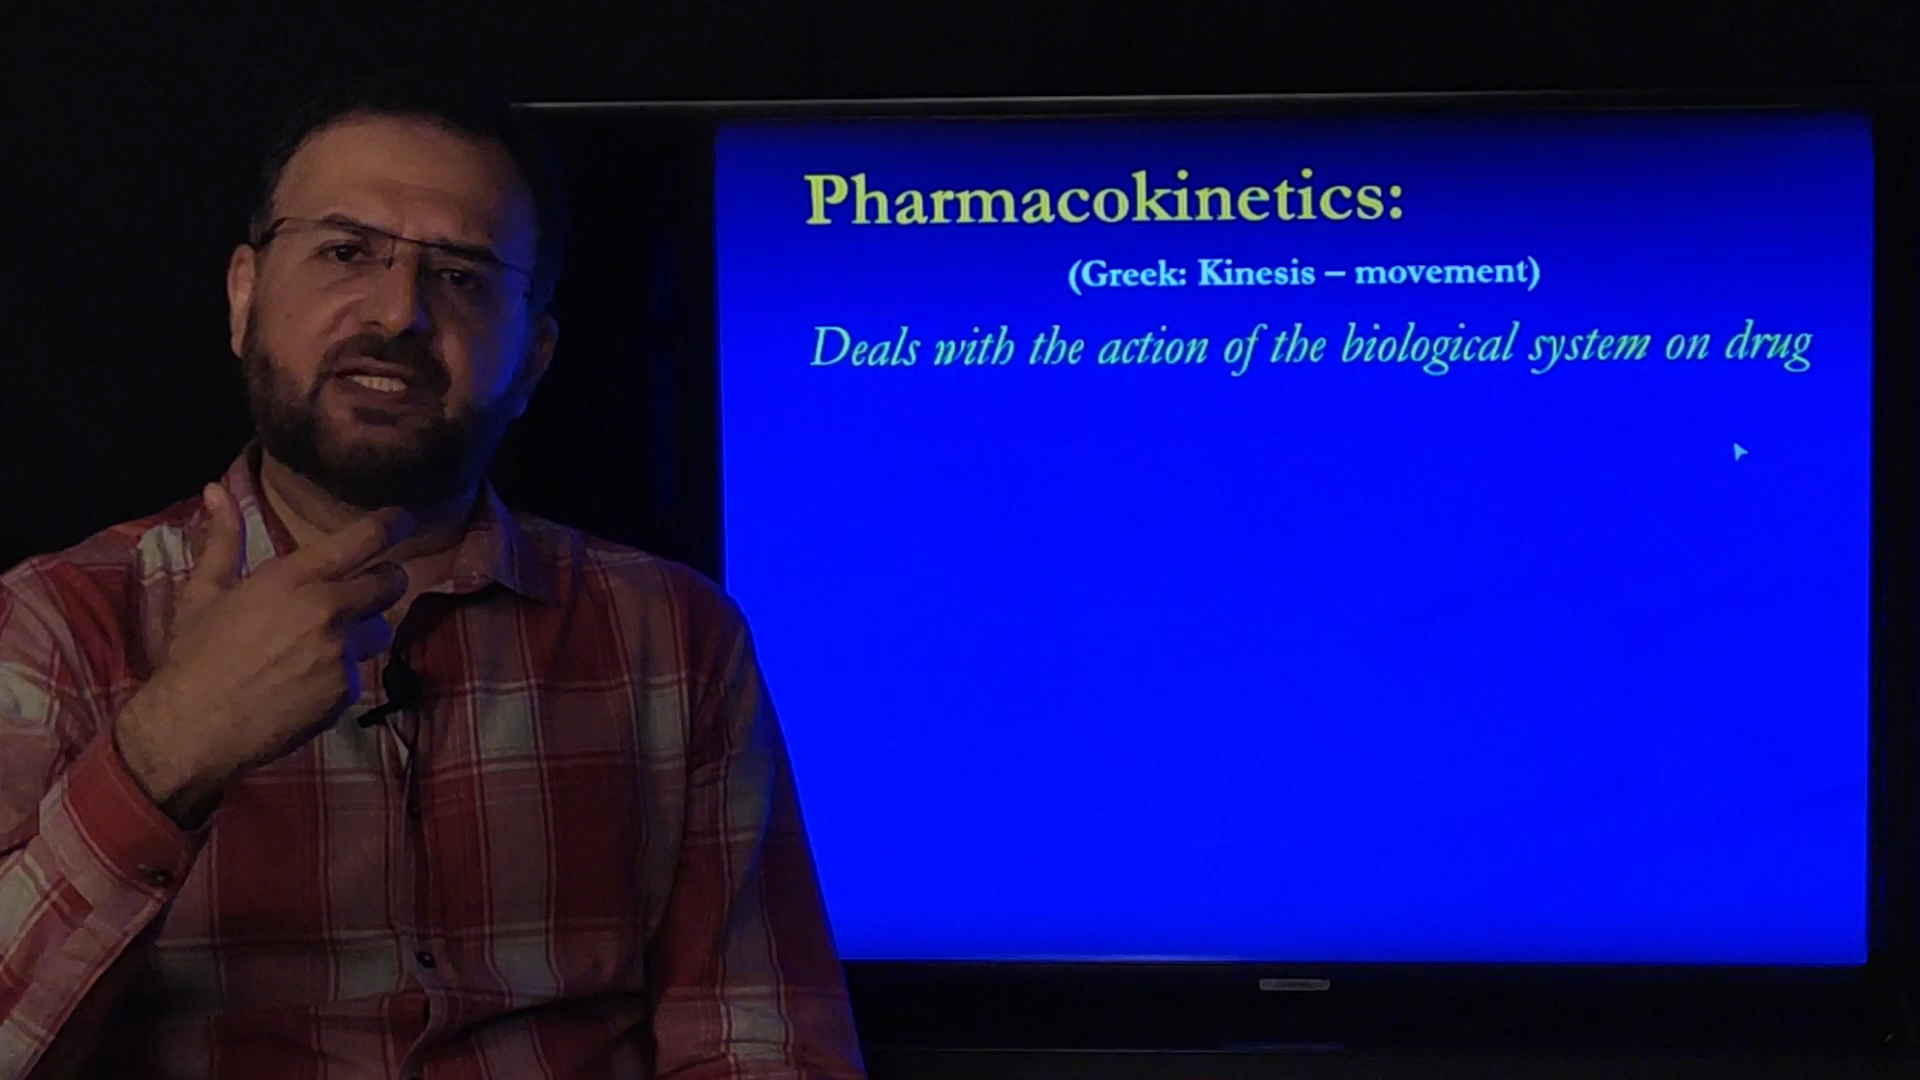 Pharmacokinetics:
(Greek: Kinesis – movement)
Deals with the action of the biological system on drug